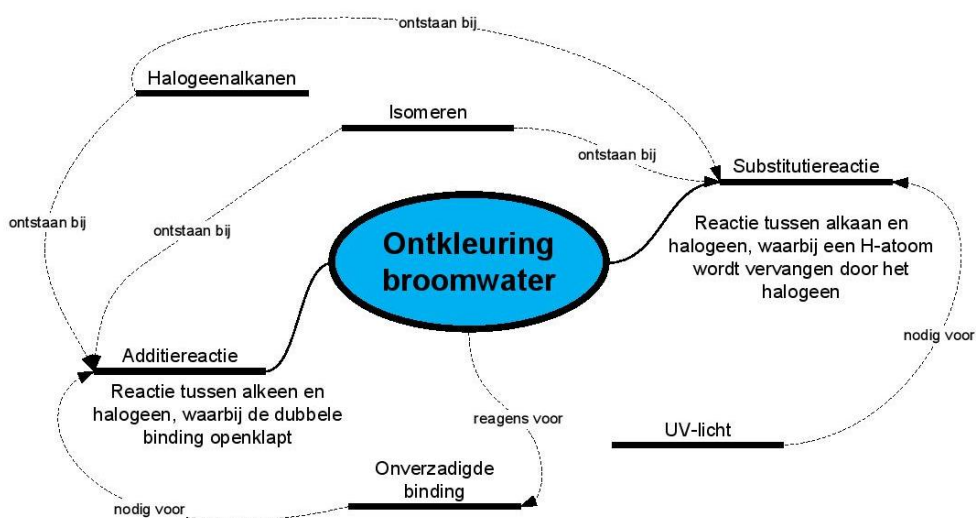 ontstaan bij
Halogeenalkanen
Isomeren
ontstaan bij
Substitutiereactie
Reactie tussen alkaan en
halogeen, waarbij een H-atoom
wordt vervangen door het
halogeen
ontstaan bij
ontstaan bij
Ontkleuring
broomwater
nodig voor
Additiereactie
Reactie tussen alkeen en
halogeen, waarbij de dubbele
binding openklapt
reagens voor
UV-licht
Onverzadigde
binding
nodig voor